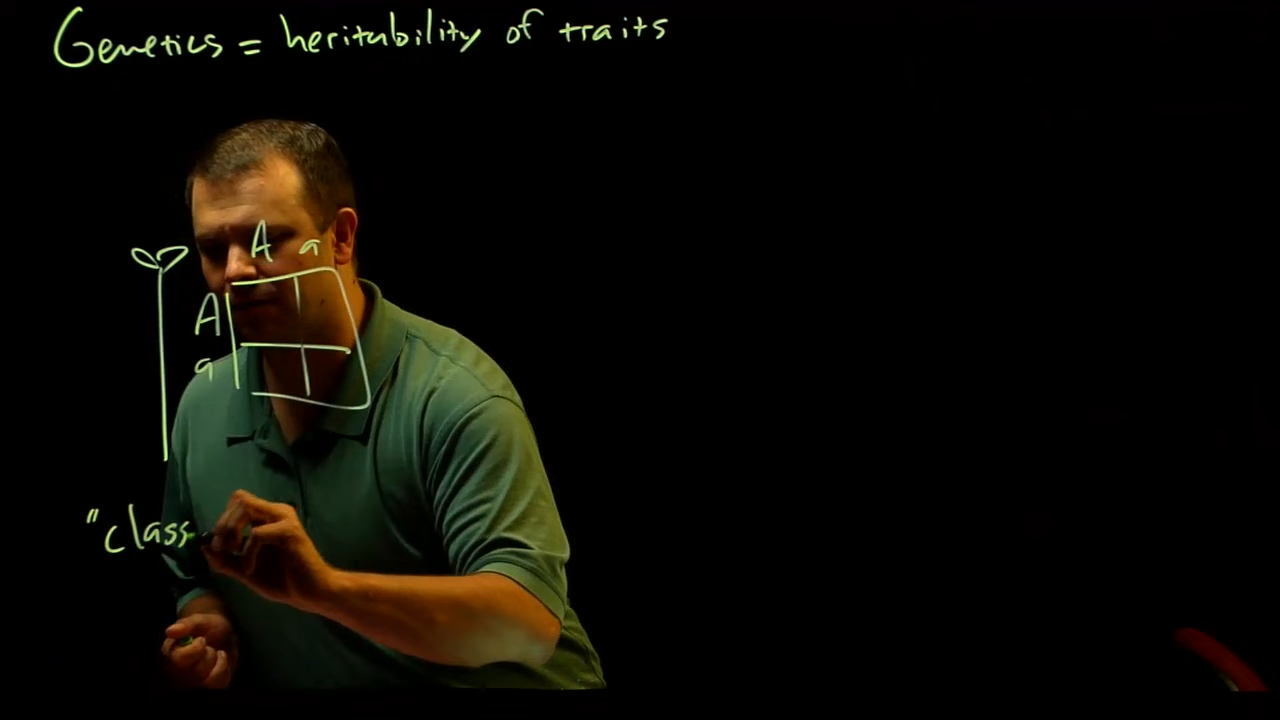 Genetics = heritability of traits
A a
A
a
"class